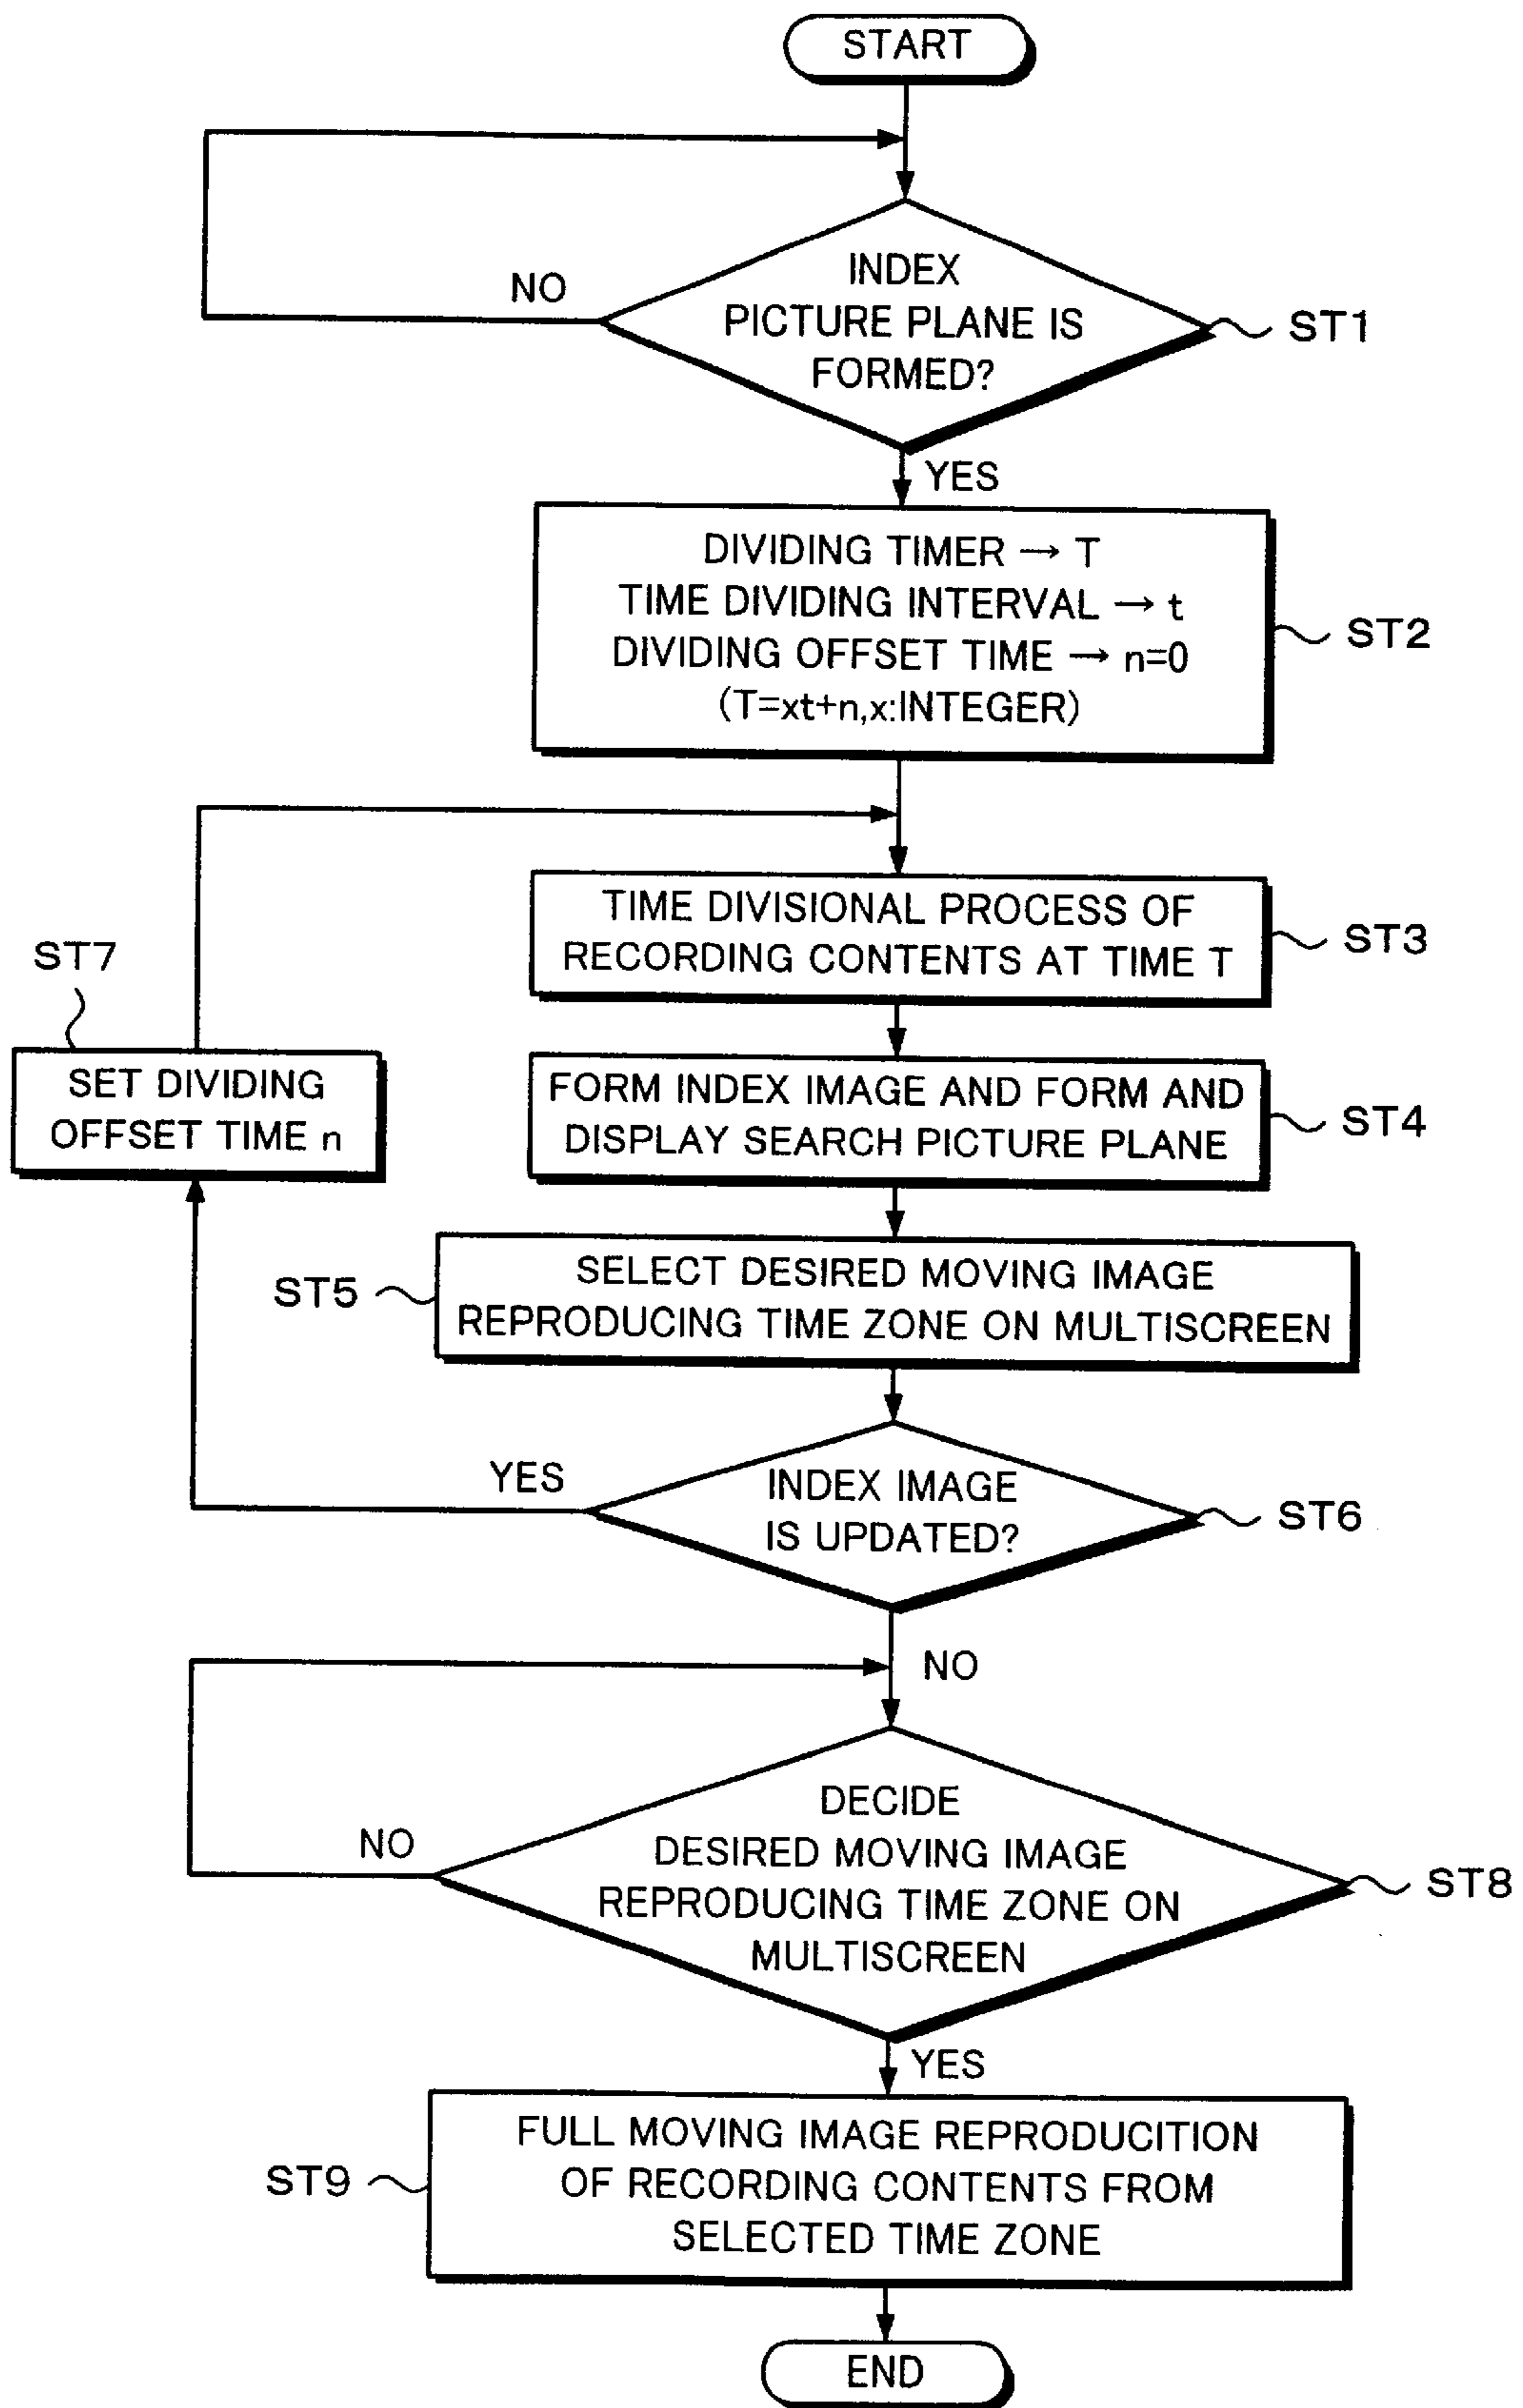 START
NO
INDEX
PICTURE PLANE IS
FORMED?
ST1
YES
DIVIDING TIMER → T
TIME DIVIDING INTERVAL → t
DIVIDING OFFSET TIME → n=0
(T=xt+n,x:INTEGER)
ST2
TIME DIVISIONAL PROCESS OF
RECORDING CONTENTS AT TIME T
ST3
ST7
SET DIVIDING
OFFSET TIME n
FORM INDEX IMAGE AND FORM AND
DISPLAY SEARCH PICTURE PLANE
ST4
ST5
SELECT DESIRED MOVING IMAGE
REPRODUCING TIME ZONE ON MULTISCREEN
YES
INDEX IMAGE
IS UPDATED?
ST6
NO
NO
DECIDE
DESIRED MOVING IMAGE
REPRODUCING TIME ZONE ON
MULTISCREEN
ST8
YES
ST9
FULL MOVING IMAGE REPRODUCITION
OF RECORDING CONTENTS FROM
SELECTED TIME ZONE
END